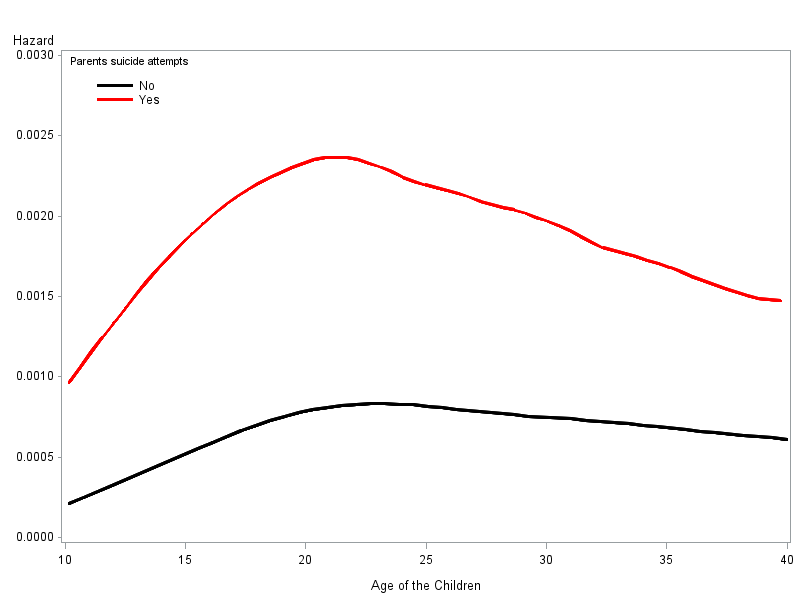 Hazard
0.0030
Parents suicide attempts
No
Yes
0.0025
0.0020
0.0015
0.0010
0.0005
0.0000
10 15 20 25 30 35 40
Age of the Children